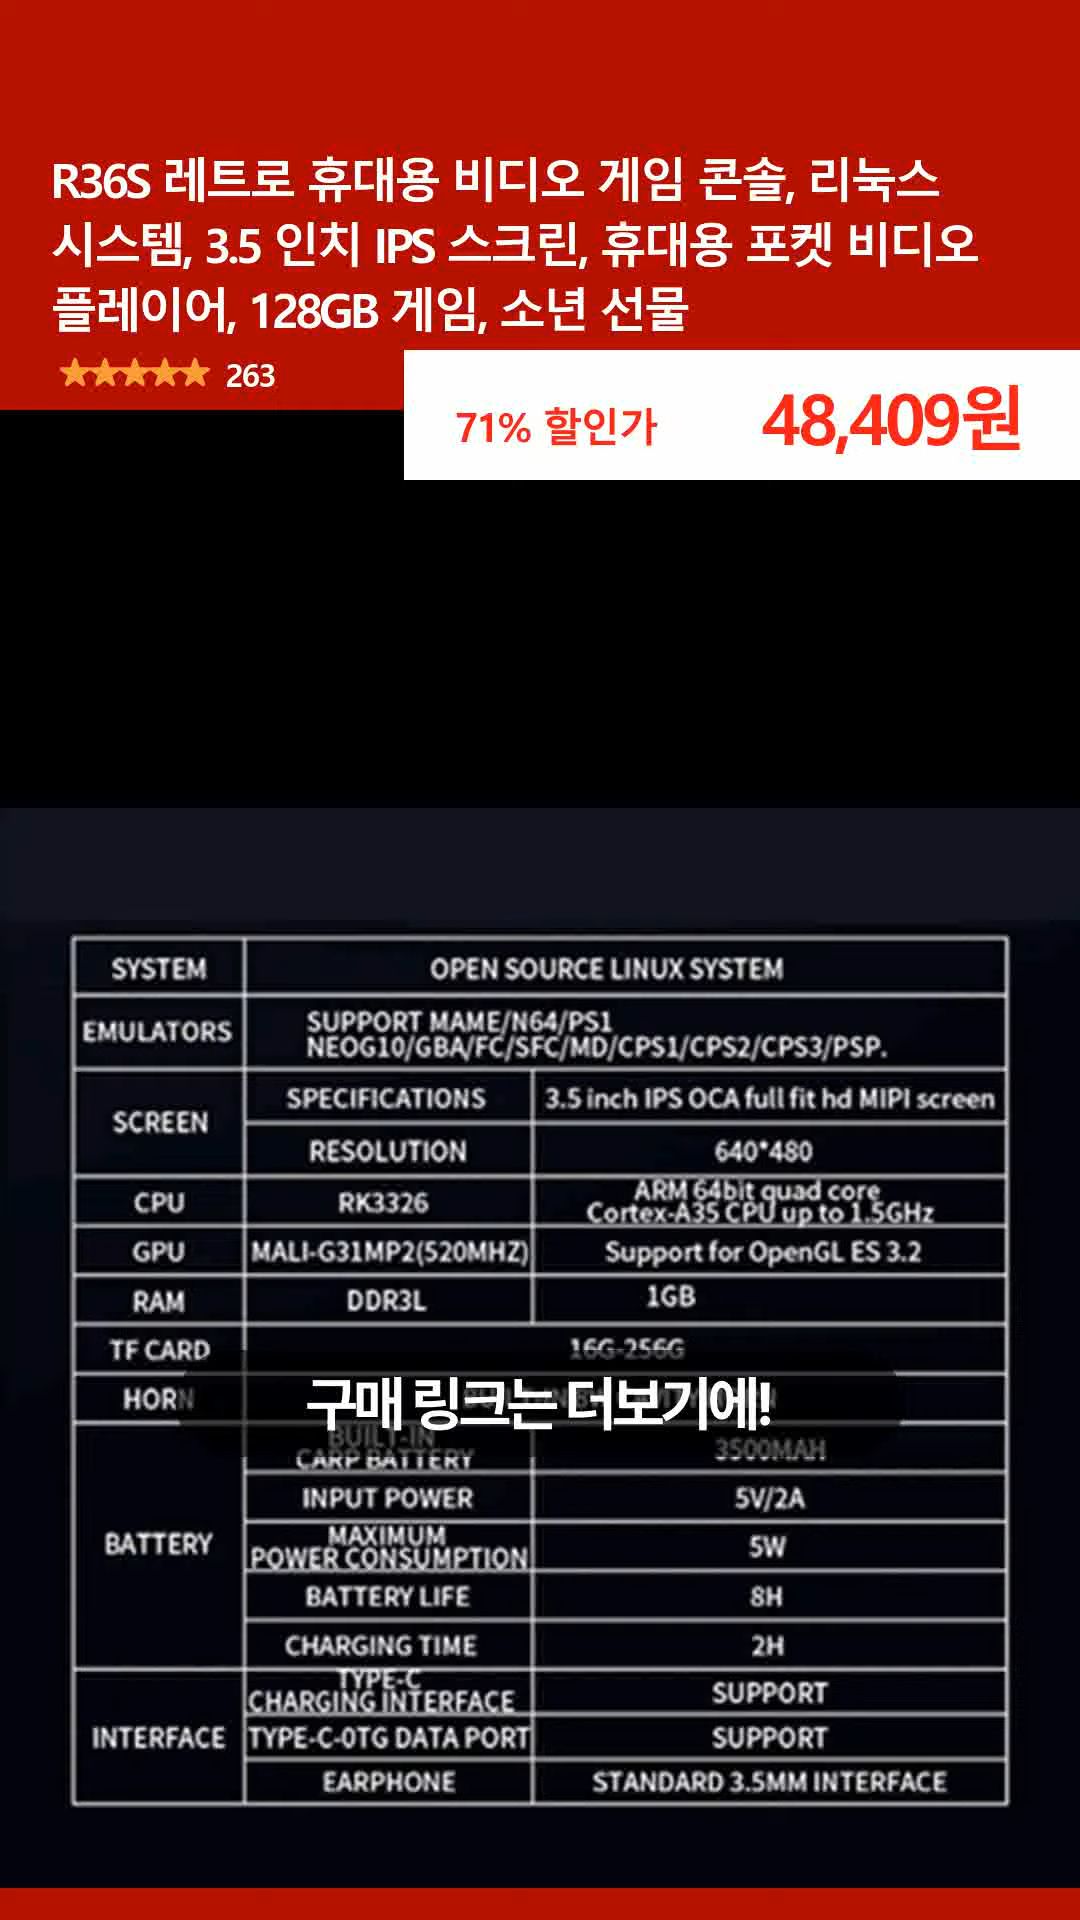 R36S 레트로 휴대용 비디오 게임 콘솔, 리눅스
시스템, 3.5 인치 IPS 스크린, 휴대용 포켓 비디오
플레이어, 128GB 게임, 소년 선물
263
71% 할인가 48,409원
SYSTEM OPEN SOURCE LINUX SYSTEM
EMULATORS SUPPORT MAME/N64/PS1
NEOG10/GBA/FC/SFC/MD/CPS1/CPS2/CPS3/PSP.
SCREEN SPECIFICATIONS 3.5 inch IPS OCA full fit hd MIPI screen
RESOLUTION 640*480
CPU RK3326 ARM 64bit quad core
Cortex-A35 CPU up to 1.5GHz
GPU MALI-G31MP2(520MHZ) Support for OpenGL ES 3.2
RAM DDR3L 1GB
TF CARD 16G-256G
HORN
구매 링크는 더보기에!
BATTERY BUILT-IN
CARP BATTERY 3500MAH
INPUT POWER 5V/2A
MAXIMUM
POWER CONSUMPTION 5W
BATTERY LIFE 8H
CHARGING TIME 2H
INTERFACE TYPE-C
CHARGING INTERFACE SUPPORT
TYPE-C-0TG DATA PORT SUPPORT
EARPHONE STANDARD 3.5MM INTERFACE